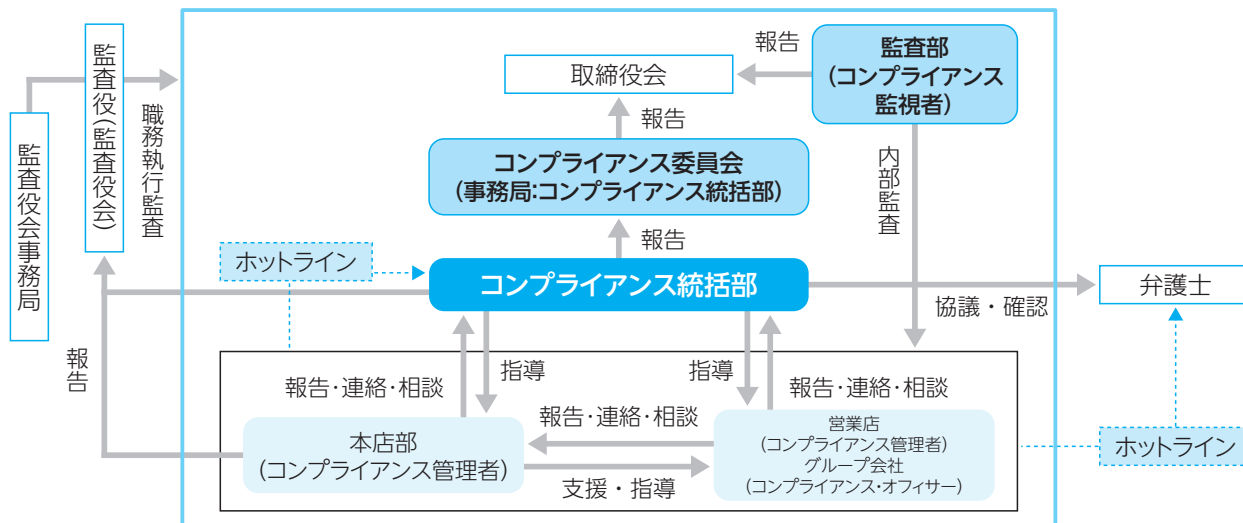 監査役会事務局
監査役(監査役会)
職務執行監査
報告
取締役会
報告
監査部
(コンプライアンス
監視者)
報告
コンプライアンス委員会
(事務局:コンプライアンス統括部)
内部監査
報告
ホットライン
コンプライアンス統括部
弁護士
協議・確認
報告・連絡・相談
指導
指導
報告・連絡・相談
本店部
(コンプライアンス管理者)
報告・連絡・相談
支援・指導
営業店
(コンプライアンス管理者)
グループ会社
(コンプライアンス・オフィサー)
ホットライン